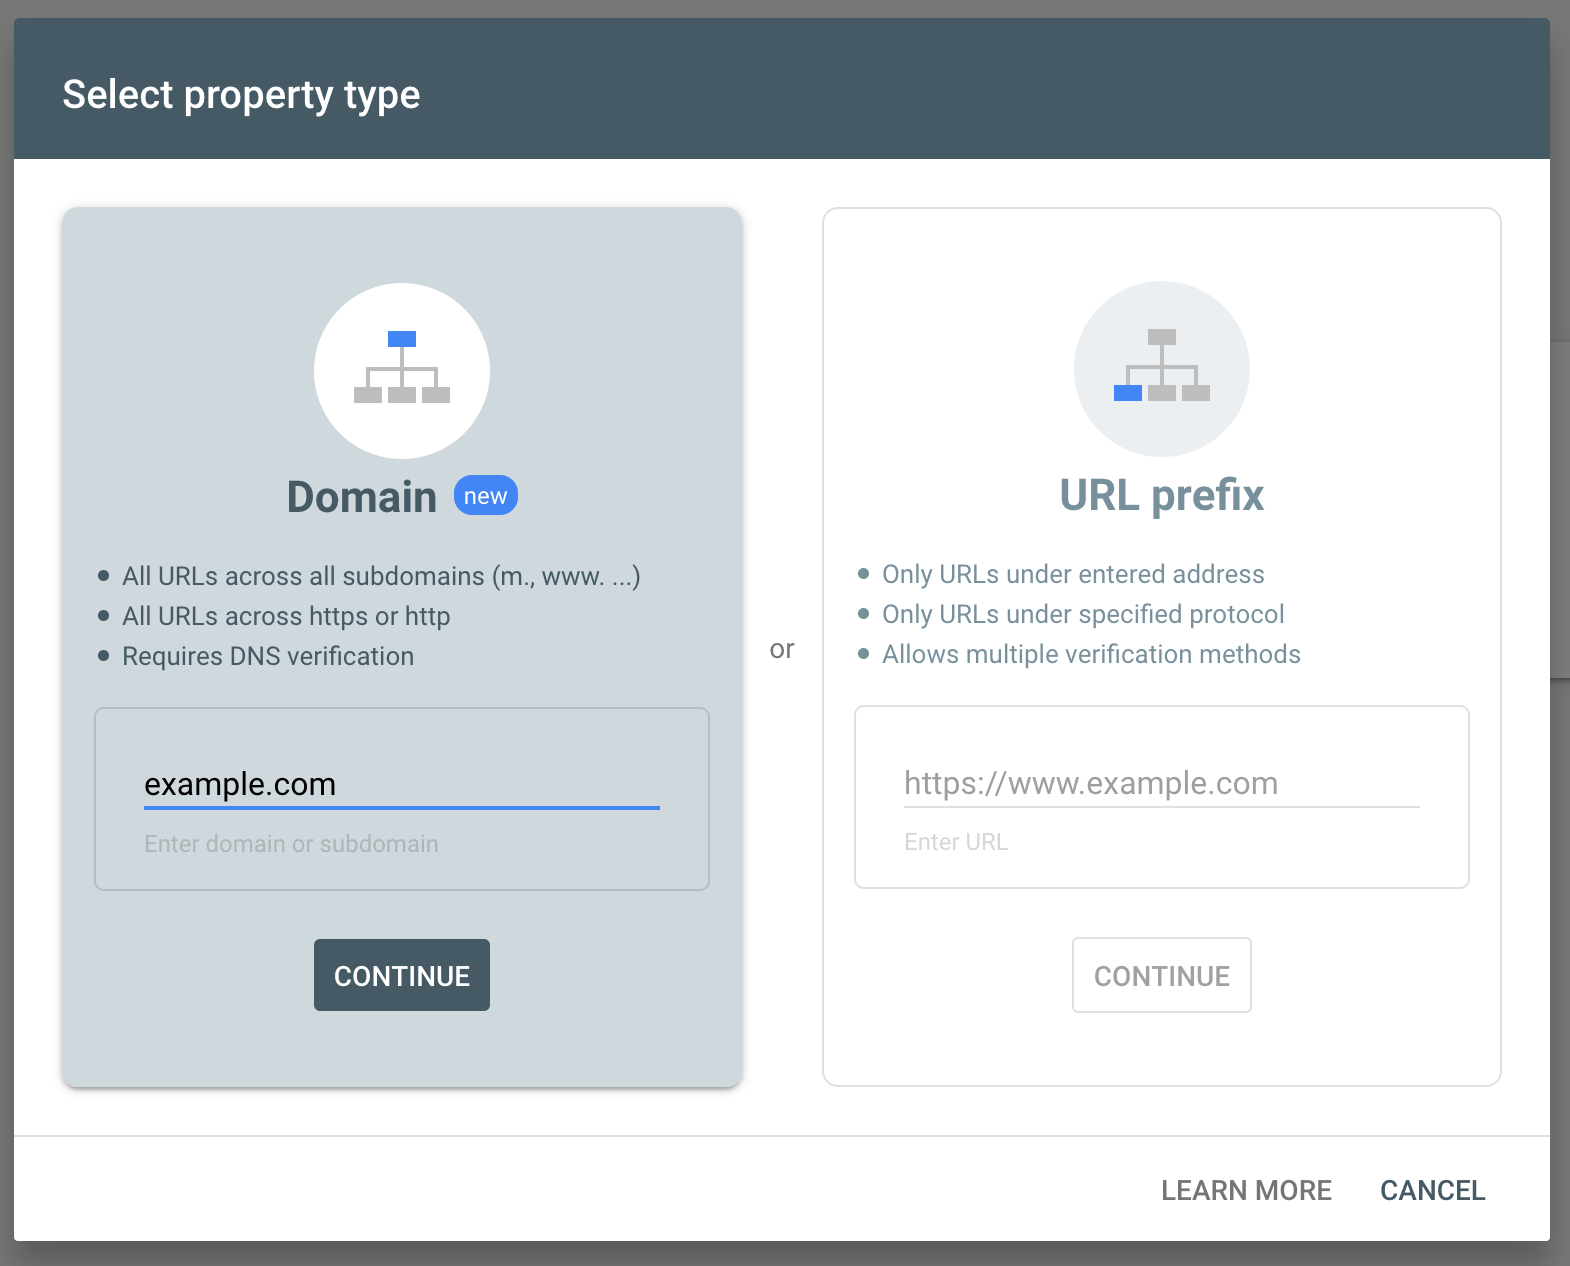 Select property type
Domain new
All URLs across all subdomains (m., www. ...)
All URLs across https or http
Requires DNS verification
example.com
Enter domain or subdomain
CONTINUE
or
URL prefix
Only URLs under entered address
Only URLs under specified protocol
Allows multiple verification methods
https://www.example.com
Enter URL
CONTINUE
LEARN MORE CANCEL